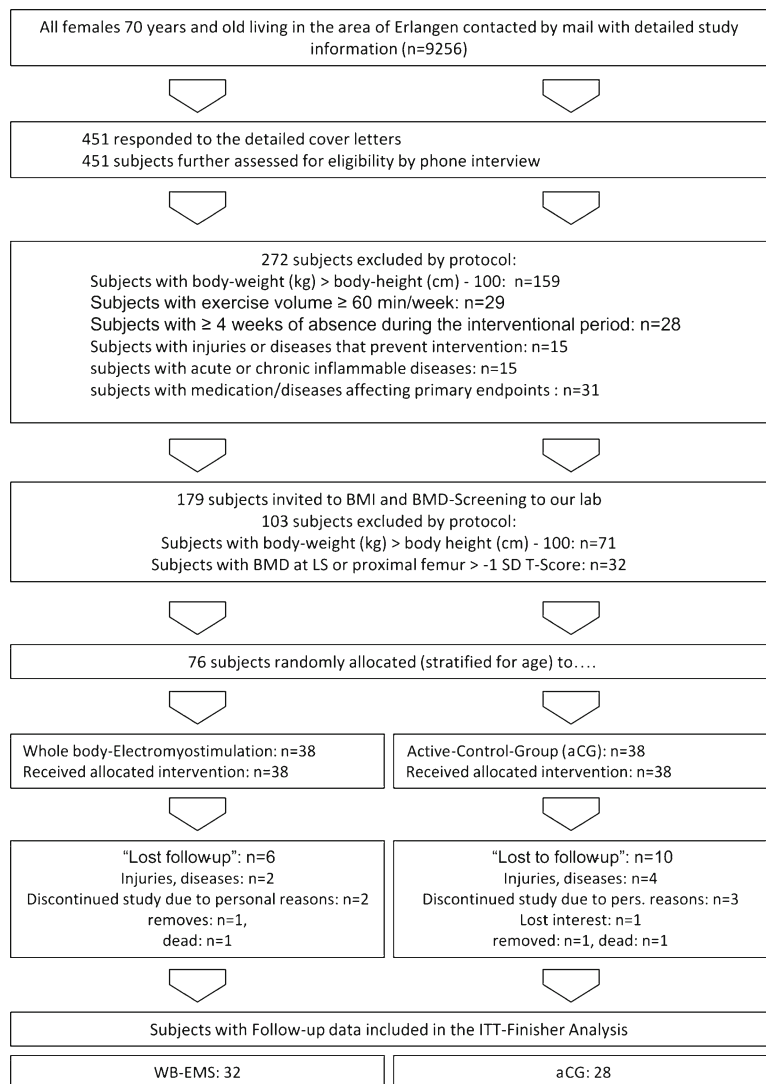 All females 70 years and old living in the area of Erlangen contacted by mail with detailed study
information (n=9256)
451 responded to the detailed cover letters
451 subjects further assessed for eligibility by phone interview
272 subjects excluded by protocol:
Subjects with body-weight (kg) > body-height (cm) - 100: n=159
Subjects with exercise volume ≥ 60 min/week: n=29
Subjects with ≥ 4 weeks of absence during the interventional period: n=28
Subjects with injuries or diseases that prevent intervention: n=15
subjects with acute or chronic inflammable diseases: n=15
subjects with medication/diseases affecting primary endpoints : n=31
179 subjects invited to BMI and BMD-Screening to our lab
103 subjects excluded by protocol:
Subjects with body-weight (kg) > body height (cm) - 100: n=71
Subjects with BMD at LS or proximal femur > -1 SD T-Score: n=32
76 subjects randomly allocated (stratified for age) to....
Whole body-Electromyostimulation: n=38
Received allocated intervention: n=38
Active-Control-Group (aCG): n=38
Received allocated intervention: n=38
"Lost follow-up": n=6
Injuries, diseases: n=2
Discontinued study due to personal reasons: n=2
removes: n=1,
dead: n=1
"Lost to follow-up": n=10
Injuries, diseases: n=4
Discontinued study due to pers. reasons: n=3
Lost interest: n=1
removed: n=1, dead: n=1
Subjects with Follow-up data included in the ITT-Finisher Analysis
WB-EMS: 32
aCG: 28